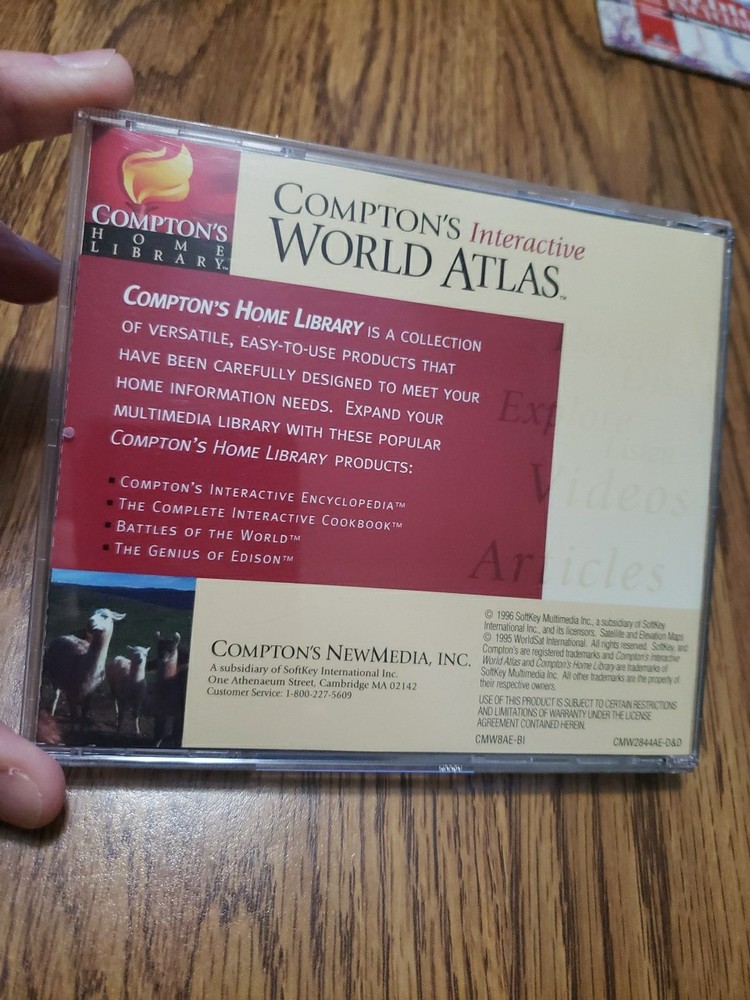 COMPTON'S
HOME
LIBRARY™
COMPTON'S Interactive
WORLD ATLAS™
COMPTON'S HOME LIBRARY IS A COLLECTION
OF VERSATILE, EASY-TO-USE PRODUCTS THAT
HAVE BEEN CAREFULLY DESIGNED TO MEET YOUR
HOME INFORMATION NEEDS. EXPAND YOUR
MULTIMEDIA LIBRARY WITH THESE POPULAR
COMPTON'S HOME LIBRARY PRODUCTS:
▪ COMPTON'S INTERACTIVE ENCYCLOPEDIA™
▪ THE COMPLETE INTERACTIVE COOKBOOK™
▪ BATTLES OF THE WORLD™
▪ THE GENIUS OF EDISON™
Explore
Listen
Videos
Articles
COMPTON'S NEWMEDIA, INC.
A subsidiary of SoftKey International Inc.
One Athenaeum Street, Cambridge MA 02142
Customer Service: 1-800-227-5609
© 1996 SoftKey Multimedia Inc., a subsidiary of SoftKey
International Inc., and its licensors. Satellite and Elevation Maps
© 1995 WorldSat International. All rights reserved. SoftKey, and
Compton's are registered trademarks and Compton's Interactive
World Atlas and Compton's Home Library are trademarks of
SoftKey Multimedia Inc. All other trademarks are the property of
their respective owners.
USE OF THIS PRODUCT IS SUBJECT TO CERTAIN RESTRICTIONS
AND LIMITATIONS OF WARRANTY UNDER THE LICENSE
AGREEMENT CONTAINED HEREIN.
CMW8AE-BI
CMW2844AE-D&D